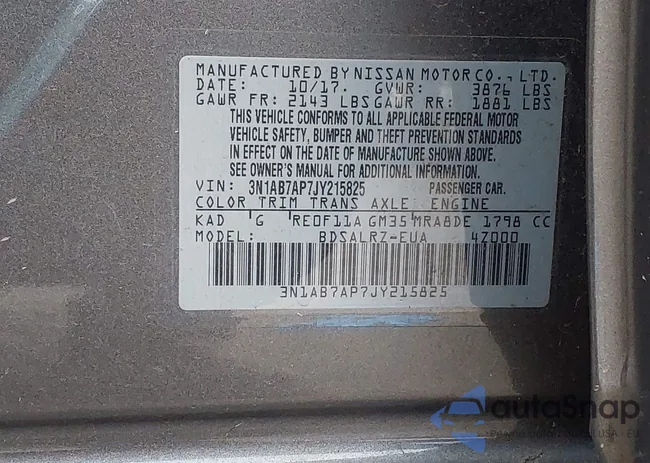 MANUFACTURED BY NISSAN MOTOR CO., LTD.
DATE: 10/17. GVWR: 3876 LBS
GAWR FR: 2143 LBS GAWR RR: 1881 LBS
THIS VEHICLE CONFORMS TO ALL APPLICABLE FEDERAL MOTOR
VEHICLE SAFETY, BUMPER AND THEFT PREVENTION STANDARDS
IN EFFECT ON THE DATE OF MANUFACTURE SHOWN ABOVE.
SEE OWNER'S MANUAL FOR ADDITIONAL INFORMATION.
VIN: 3N1AB7AP7JY215825 PASSENGER CAR.
COLOR TRIM TRANS AXLE ENGINE
KAD G RE0F11A GM35 MRA8DE 1798 CC
MODEL: BDSALRZ-EUA 4Z000
3N1AB7AP7JY215825
autoSnap